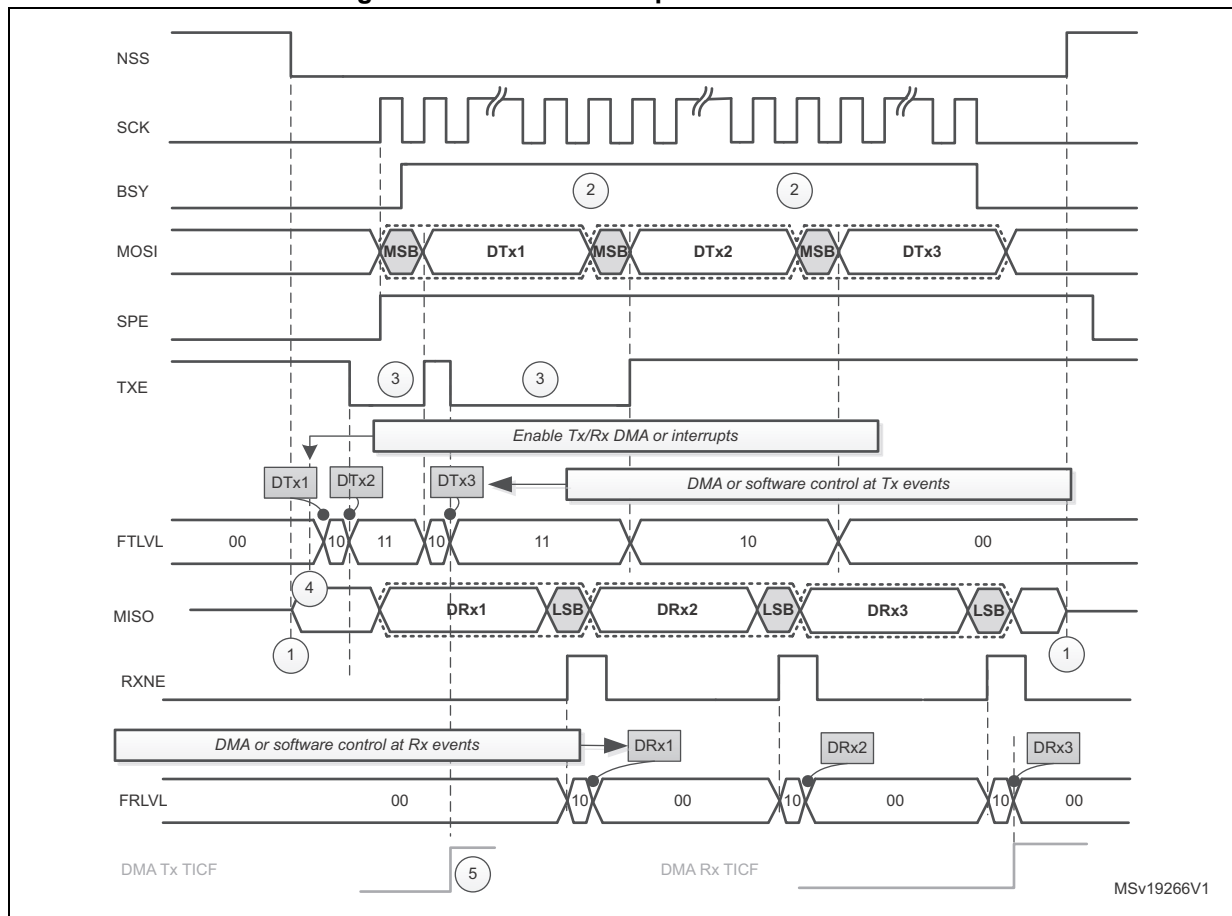 NSS
SCK
BSY
2 2
MOSI
MSB DTx1 MSB DTx2 MSB DTx3
SPE
TXE
3 3
Enable Tx/Rx DMA or interrupts
DTx1 DTx2 DTx3 DMA or software control at Tx events
FTLVL 00 10 11 10 11 10 00
4
MISO DRx1 LSB DRx2 LSB DRx3 LSB
1 1
RXNE
DMA or software control at Rx events DRx1 DRx2 DRx3
FRLVL 00 10 00 10 00 10 00
DMA Tx TICF 5 DMA Rx TICF
MSv19266V1